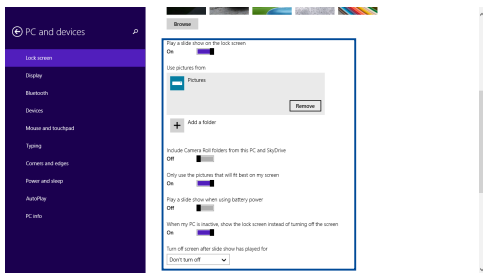 Browse
PC and devices
Lock screen
Display
Bluetooth
Devices
Mouse and touchpad
Typing
Corners and edges
Power and sleep
AutoPlay
PC info
Play a slide show on the lock screen
On
Use pictures from
Pictures
Remove
Add a folder
Include Camera Roll folders from this PC and SkyDrive
Off
Only use the pictures that will fit best on my screen
On
Play a slide show when using battery power
Off
When my PC is inactive, show the lock screen instead of turning off the screen
On
Turn off screen after slide show has played for
Don't turn off